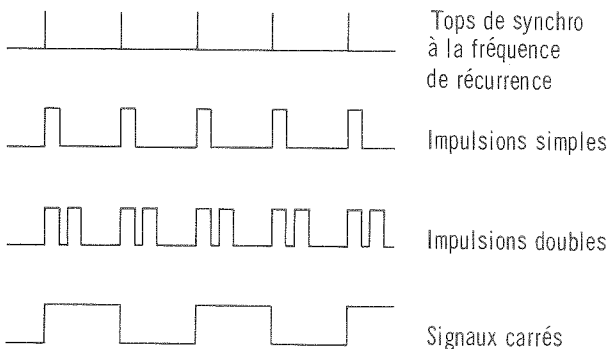 Tops de synchro
à la fréquence
de récurrence
Impulsions simples
Impulsions doubles
Signaux carrés